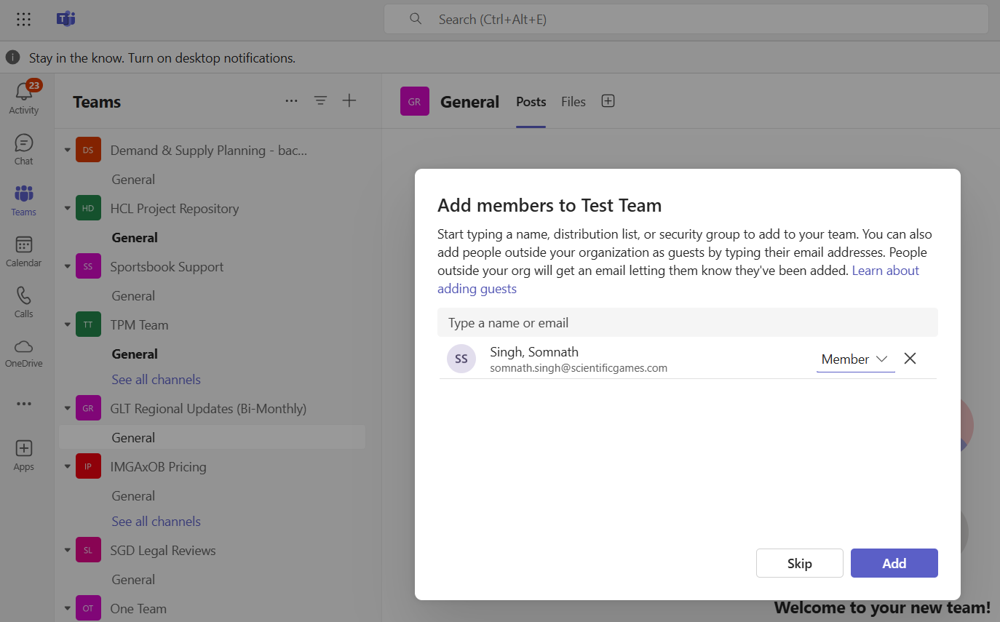 Search (Ctrl+Alt+E)
Stay in the know. Turn on desktop notifications.
23
Activity
Chat
Teams
Calendar
Calls
OneDrive
Apps
Teams
DS Demand & Supply Planning - bac...
General
HD HCL Project Repository
General
SS Sportsbook Support
General
TT TPM Team
General
See all channels
GR GLT Regional Updates (Bi-Monthly)
General
IP IMGAxOB Pricing
General
See all channels
SL SGD Legal Reviews
General
OT One Team
GR General Posts Files
Add members to Test Team
Start typing a name, distribution list, or security group to add to your team. You can also
add people outside your organization as guests by typing their email addresses. People
outside your org will get an email letting them know they've been added. Learn about
adding guests
Type a name or email
SS
Singh, Somnath
somnath.singh@scientificgames.com
Member
Skip
Add
Welcome to your new team!